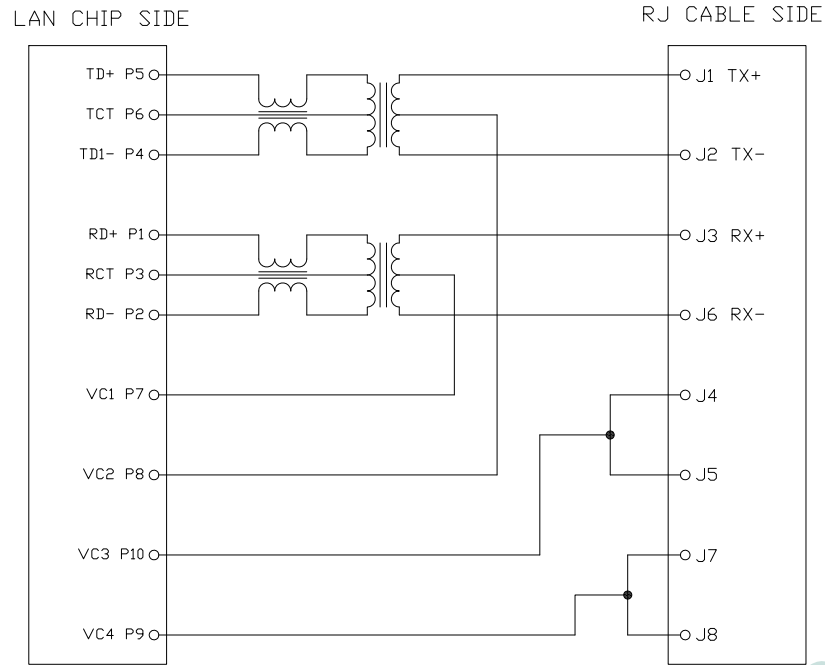 LAN CHIP SIDE
RJ CABLE SIDE
TD+ P5
J1 TX+
TCT P6
TD1- P4
J2 TX-
RD+ P1
J3 RX+
RCT P3
RD- P2
J6 RX-
VC1 P7
J4
VC2 P8
J5
VC3 P10
J7
VC4 P9
J8